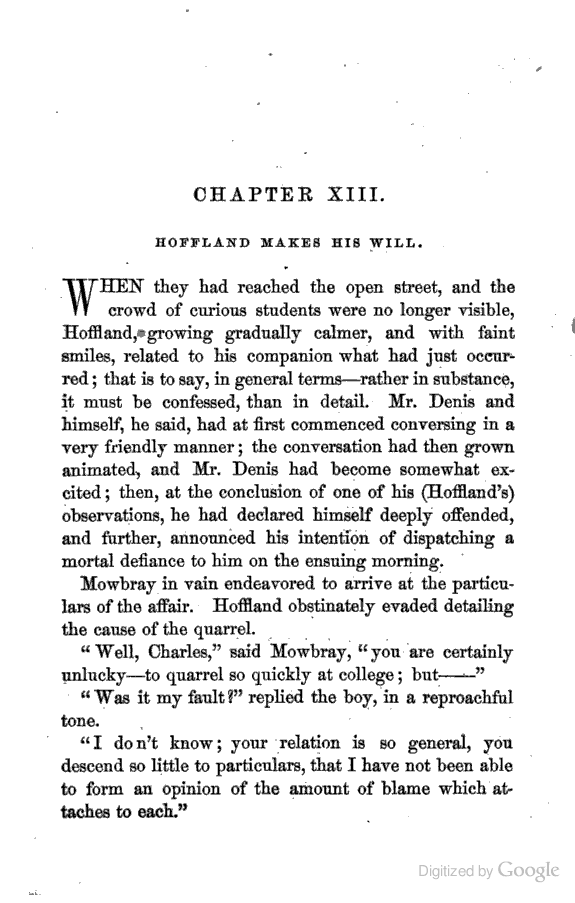 CHAPTER XIII.
HOFFLAND MAKES HIS WILL.
WHEN they had reached the open street, and the
crowd of curious students were no longer visible,
Hoffland, growing gradually calmer, and with faint
smiles, related to his companion what had just occur-
red; that is to say, in general terms—rather in substance,
it must be confessed, than in detail. Mr. Denis and
himself, he said, had at first commenced conversing in a
very friendly manner; the conversation had then grown
animated, and Mr. Denis had become somewhat ex-
cited; then, at the conclusion of one of his (Hoffland's)
observations, he had declared himself deeply offended,
and further, announced his intention of dispatching a
mortal defiance to him on the ensuing morning.
Mowbray in vain endeavored to arrive at the particu-
lars of the affair. Hoffland obstinately evaded detailing
the cause of the quarrel.
"Well, Charles," said Mowbray, "you are certainly
unlucky—to quarrel so quickly at college; but——"
"Was it my fault?" replied the boy, in a reproachful
tone.
"I don't know; your relation is so general, you
descend so little to particulars, that I have not been able
to form an opinion of the amount of blame which at-
taches to each."
Digitized by Google